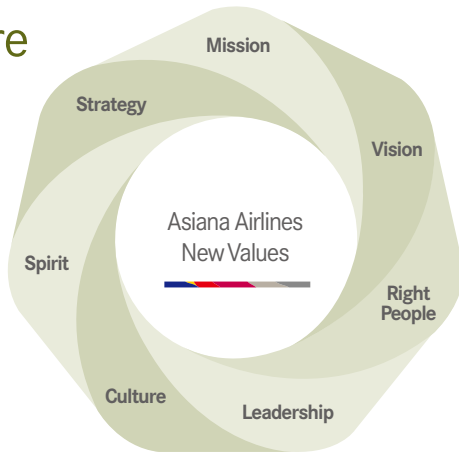 Mission
Strategy
Vision
Asiana Airlines
New Values
Spirit
Right
People
Culture
Leadership